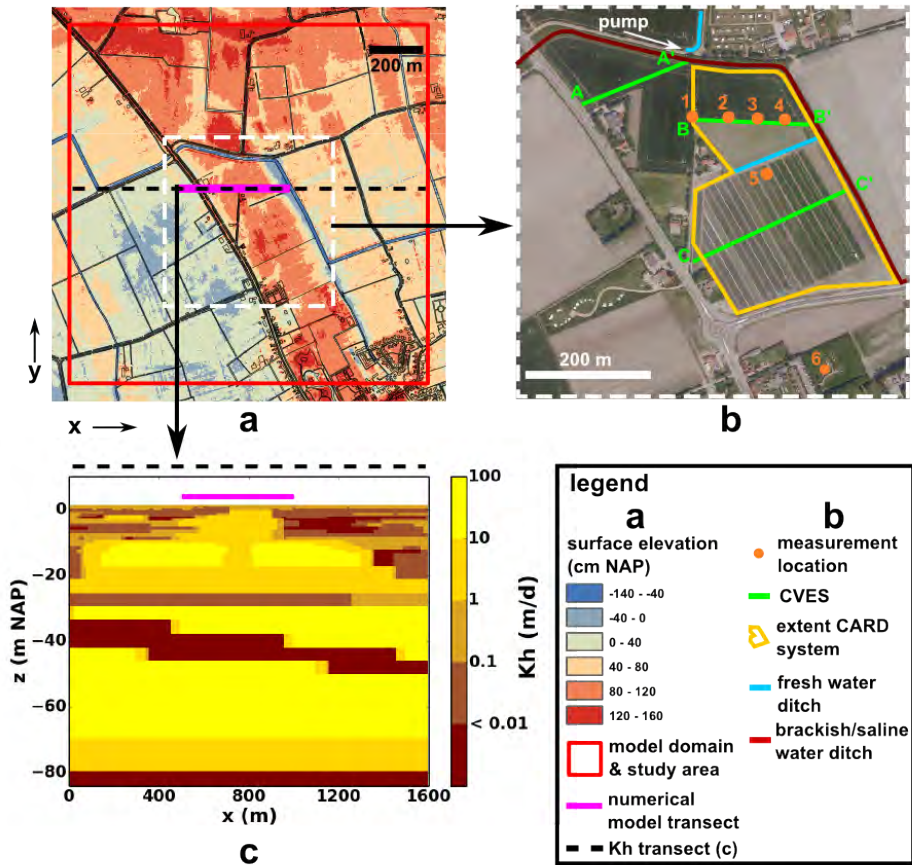 200 m
y
x
a
pump
A
A'
1
2
3
4
B
B'
5
C'
C
6
200 m
b
0
−20
−40
−60
−80
z (m NAP)
0
400
800
1200
1600
x (m)
100
10
1
0.1
< 0.01
Kh (m/d)
c
legend
a
surface elevation
(cm NAP)
-140 - -40
-40 - 0
0 - 40
40 - 80
80 - 120
120 - 160
model domain
& study area
numerical
model transect
Kh transect (c)
b
measurement
location
CVES
extent CARD
system
fresh water
ditch
brackish/saline
water ditch